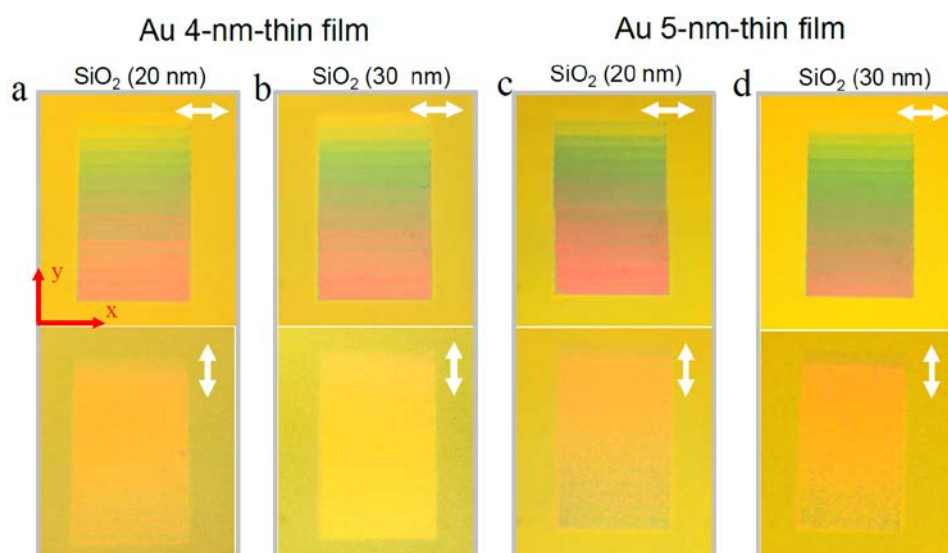 Au 4-nm-thin film
Au 5-nm-thin film
a
SiO₂ (20 nm)
b
SiO₂ (30 nm)
c
SiO₂ (20 nm)
d
SiO₂ (30 nm)
y
x